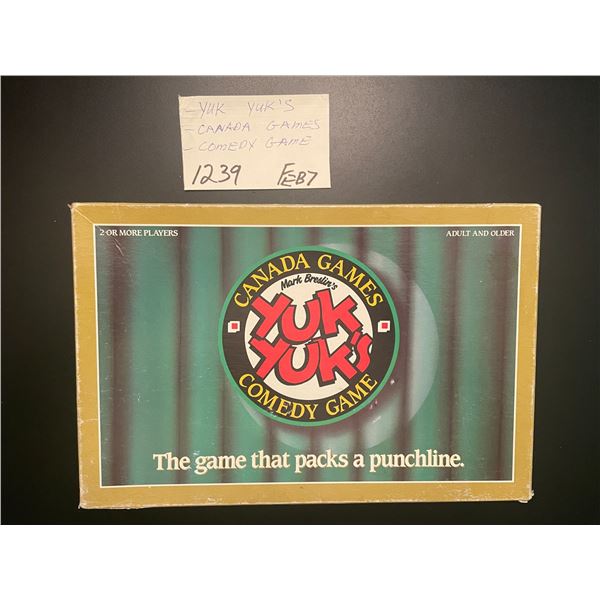 - YUK YUK'S
- CANADA GAMES
- COMEDY GAME
1239 FEB7
2 OR MORE PLAYERS
ADULT AND OLDER
CANADA GAMES
Mark Breslin's
YUK
YUK's
COMEDY GAME
The game that packs a punchline.